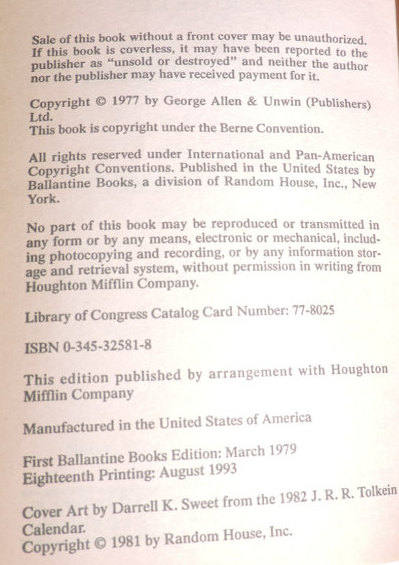 Sale of this book without a front cover may be unauthorized.
If this book is coverless, it may have been reported to the
publisher as “unsold or destroyed” and neither the author
nor the publisher may have received payment for it.
Copyright © 1977 by George Allen & Unwin (Publishers)
Ltd.
This book is copyright under the Berne Convention.
All rights reserved under International and Pan-American
Copyright Conventions. Published in the United States by
Ballantine Books, a division of Random House, Inc., New
York.
No part of this book may be reproduced or transmitted in
any form or by any means, electronic or mechanical, includ-
ing photocopying and recording, or by any information stor-
age and retrieval system, without permission in writing from
Houghton Mifflin Company.
Library of Congress Catalog Card Number: 77-8025
ISBN 0-345-32581-8
This edition published by arrangement with Houghton
Mifflin Company
Manufactured in the United States of America
First Ballantine Books Edition: March 1979
Eighteenth Printing: August 1993
Cover Art by Darrell K. Sweet from the 1982 J. R. R. Tolkein
Calendar.
Copyright © 1981 by Random House, Inc.